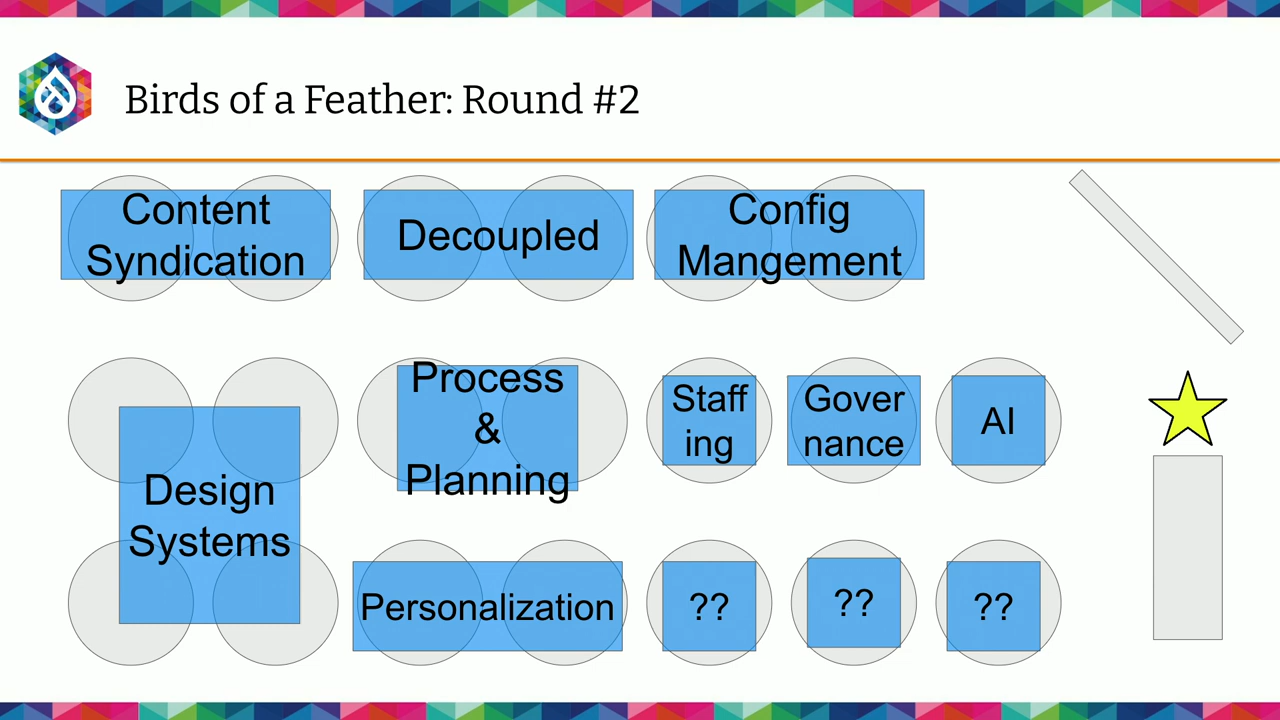 Birds of a Feather: Round #2
Content
Syndication
Decoupled
Config
Mangement
Process
&
Planning
Staff
ing
Gover
nance
AI
Design
Systems
Personalization
??
??
??